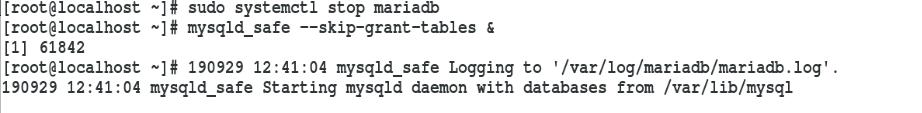 [root@localhost ~]# sudo systemctl stop mariadb
[root@localhost ~]# mysqld_safe --skip-grant-tables &
[1] 61842
[root@localhost ~]# 190929 12:41:04 mysqld_safe Logging to '/var/log/mariadb/mariadb.log'.
190929 12:41:04 mysqld_safe Starting mysqld daemon with databases from /var/lib/mysql